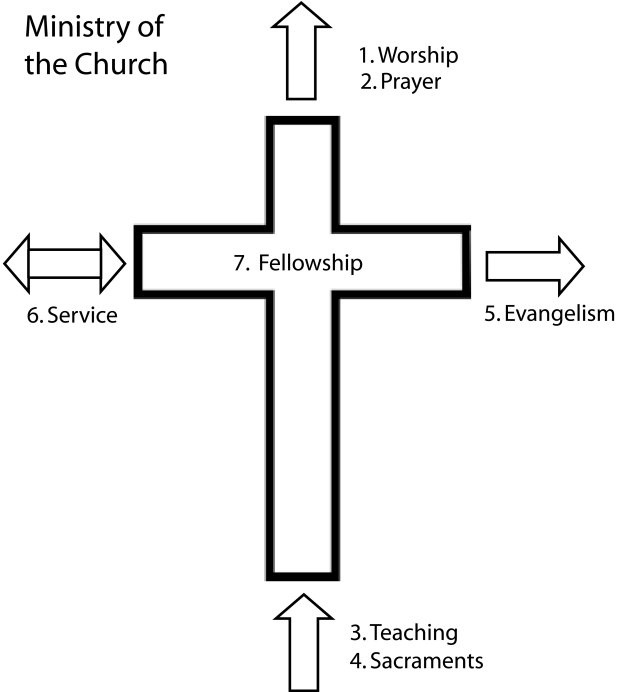 Ministry of
the Church
1. Worship
2. Prayer
7. Fellowship
6. Service
5. Evangelism
3. Teaching
4. Sacraments